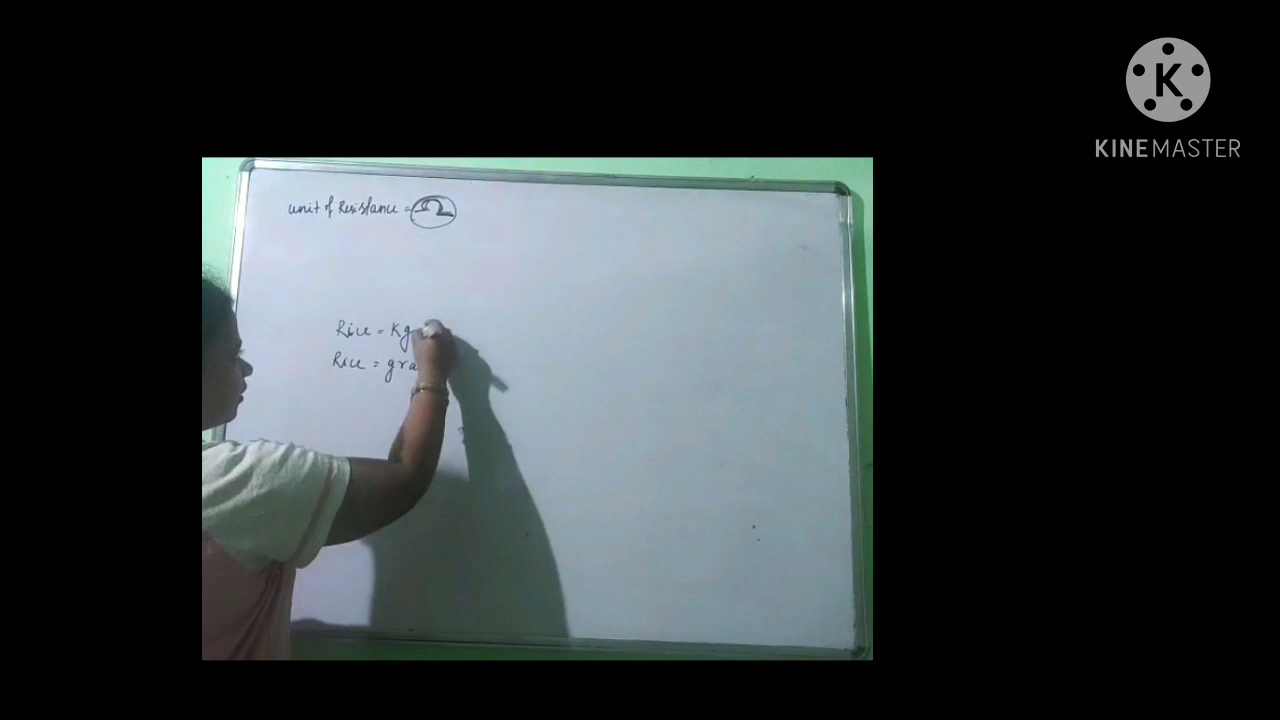 K
KINEMASTER
unit of Resistance = Ω
Rice = Kg
Rice = gra